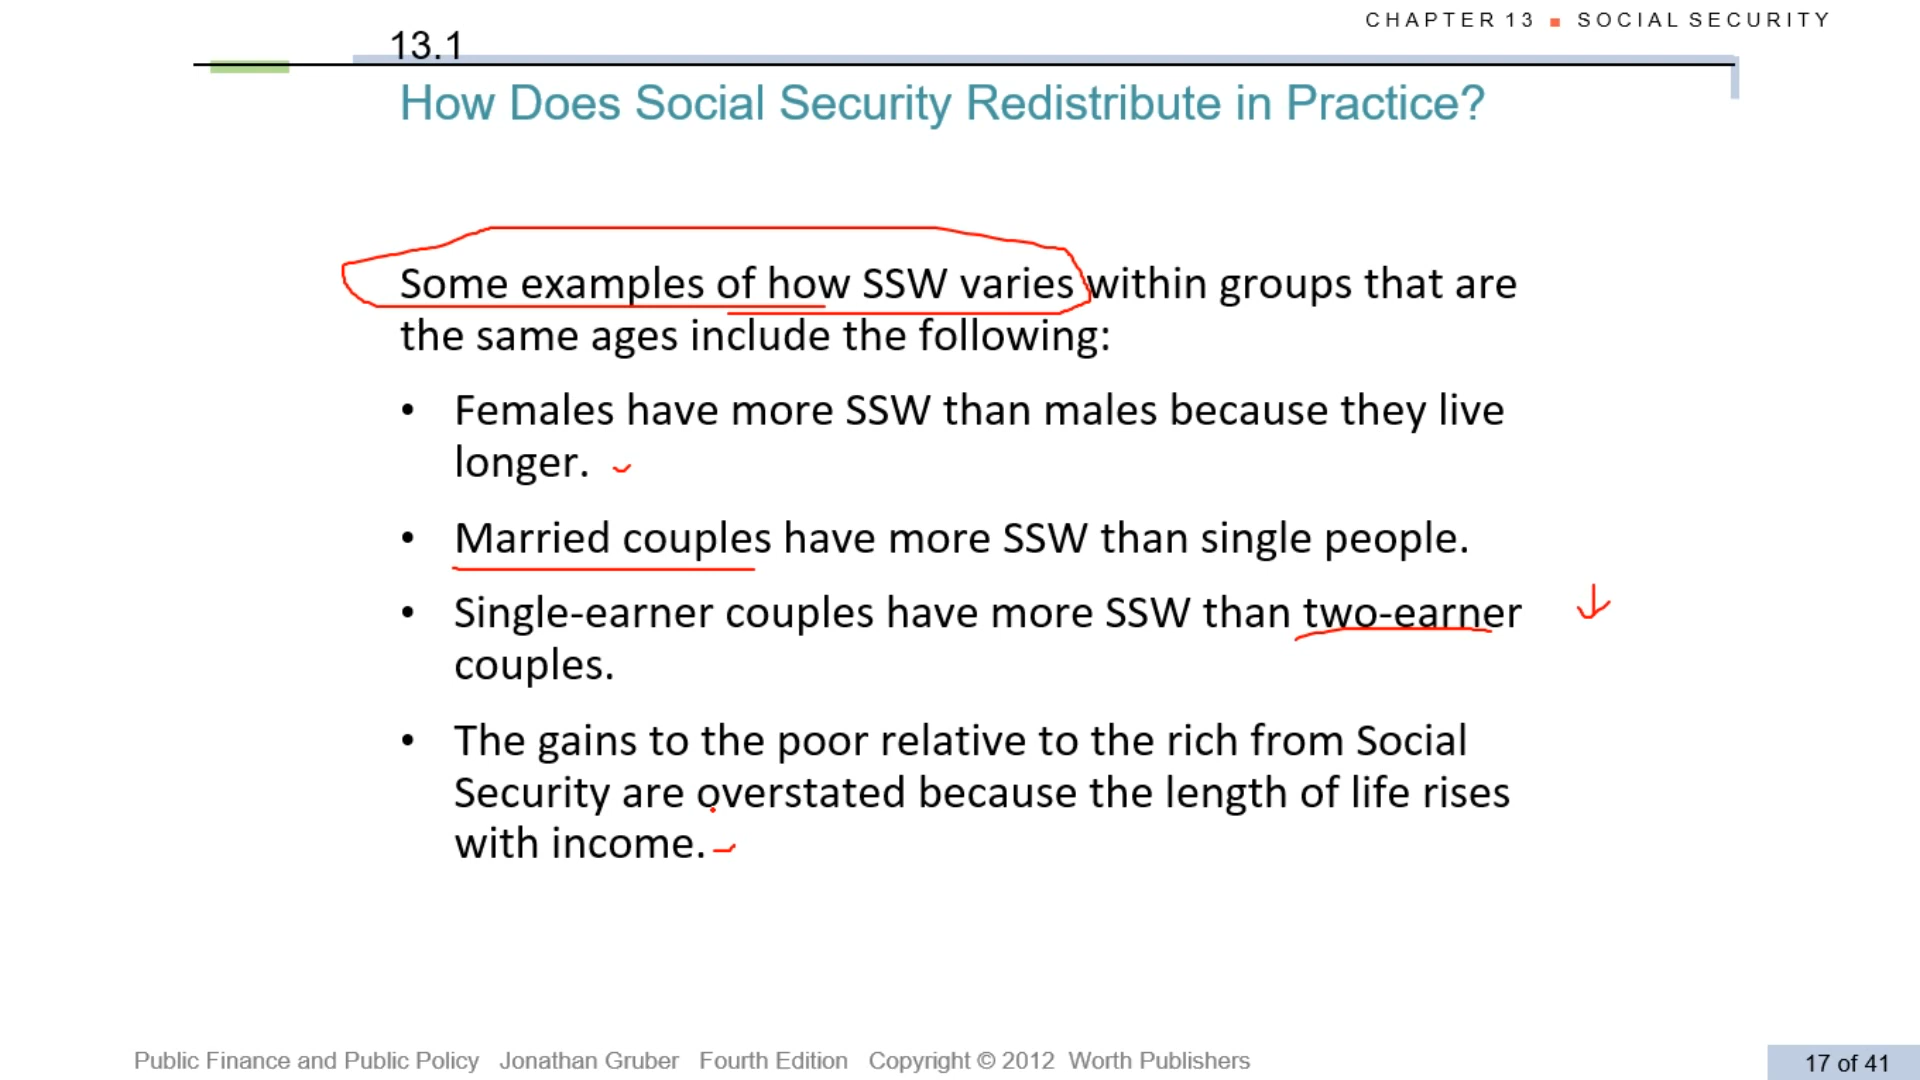 CHAPTER 13 ■ SOCIAL SECURITY
13.1
How Does Social Security Redistribute in Practice?
Some examples of how SSW varies within groups that are
the same ages include the following:
• Females have more SSW than males because they live
longer.
• Married couples have more SSW than single people.
• Single-earner couples have more SSW than two-earner
couples.
• The gains to the poor relative to the rich from Social
Security are overstated because the length of life rises
with income.
Public Finance and Public Policy Jonathan Gruber Fourth Edition Copyright © 2012 Worth Publishers
17 of 41